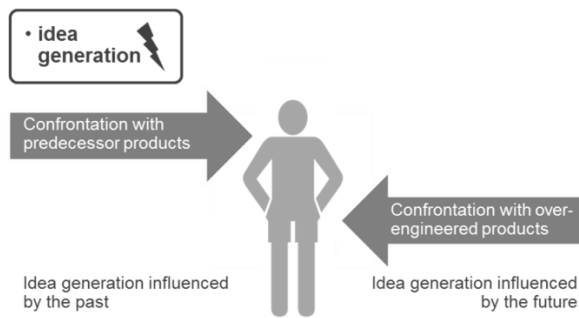 • idea
generation
Confrontation with
predecessor products
Confrontation with over-
engineered products
Idea generation influenced
by the past
Idea generation influenced
by the future